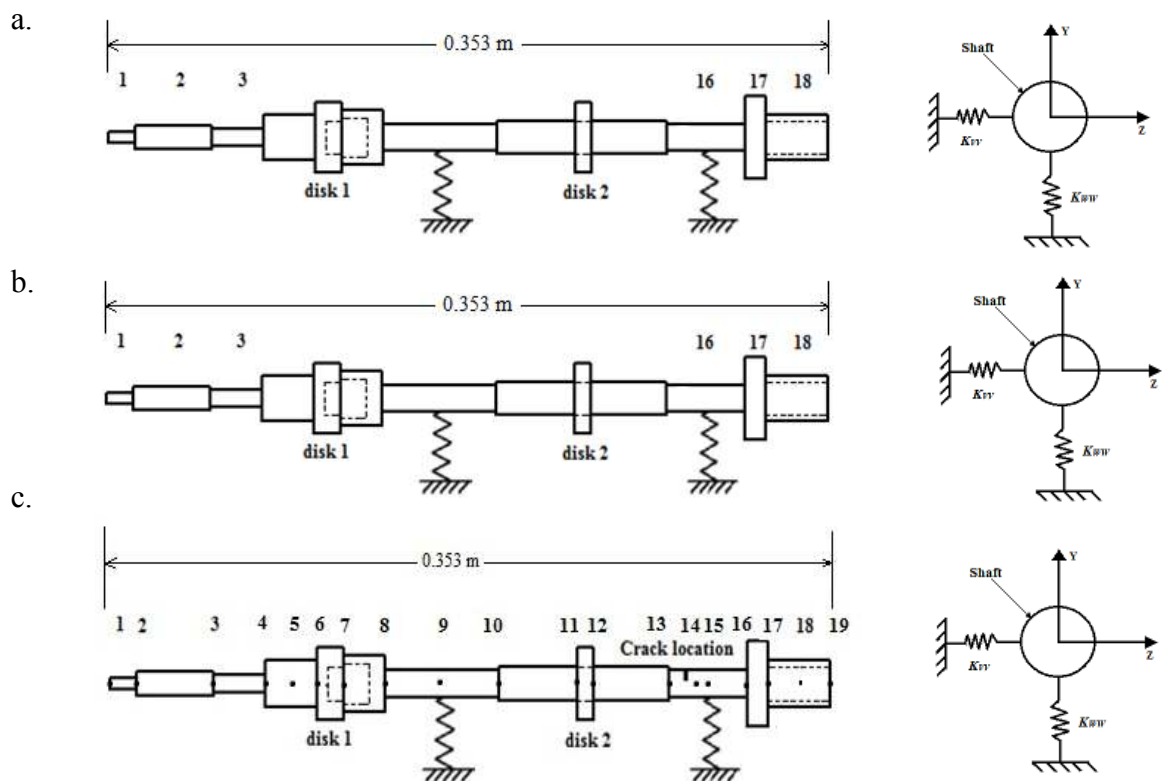 a.
0.353 m
1 2 3 16 17 18
disk 1 disk 2
Shaft
Y
Z
KVV
KWW
b.
0.353 m
1 2 3 16 17 18
disk 1 disk 2
Shaft
Y
Z
KVV
KWW
c.
0.353 m
1 2 3 4 5 6 7 8 9 10 11 12 13 14 15 16 17 18 19
Crack location
disk 1 disk 2
Shaft
Y
Z
KVV
KWW